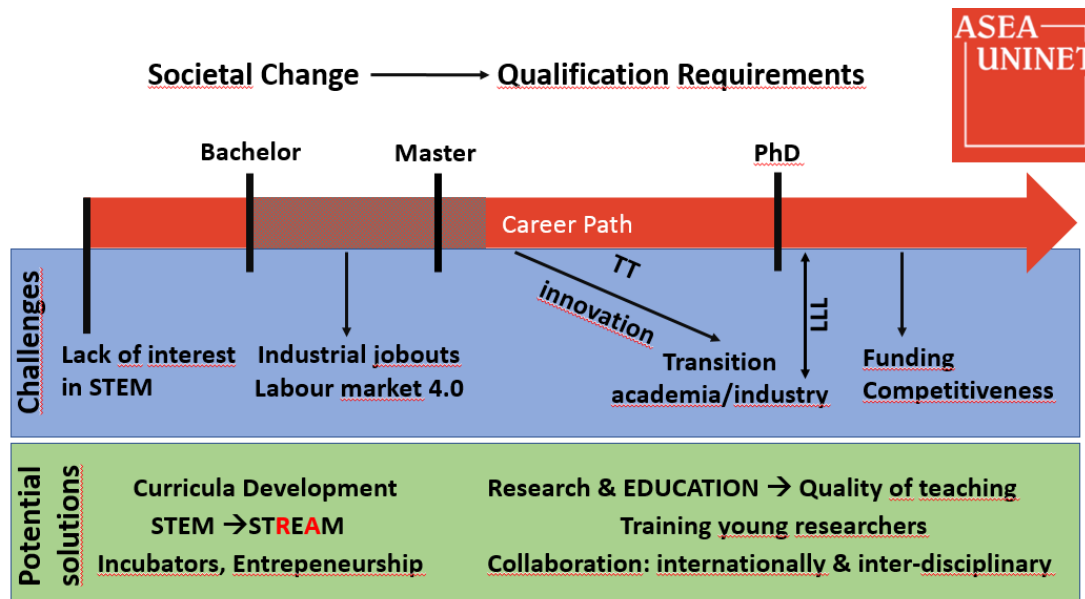 ASEA
UNINET
Societal Change → Qualification Requirements
Bachelor
Master
PhD
Career Path
Challenges
TT
innovation
LLL
Lack of interest
in STEM
Industrial jobouts
Labour market 4.0
Transition
academia/industry
Funding
Competitiveness
Potential
solutions
Curricula Development
STEM →STREAM
Incubators, Entrepeneurship
Research & EDUCATION → Quality of teaching
Training young researchers
Collaboration: internationally & inter-disciplinary